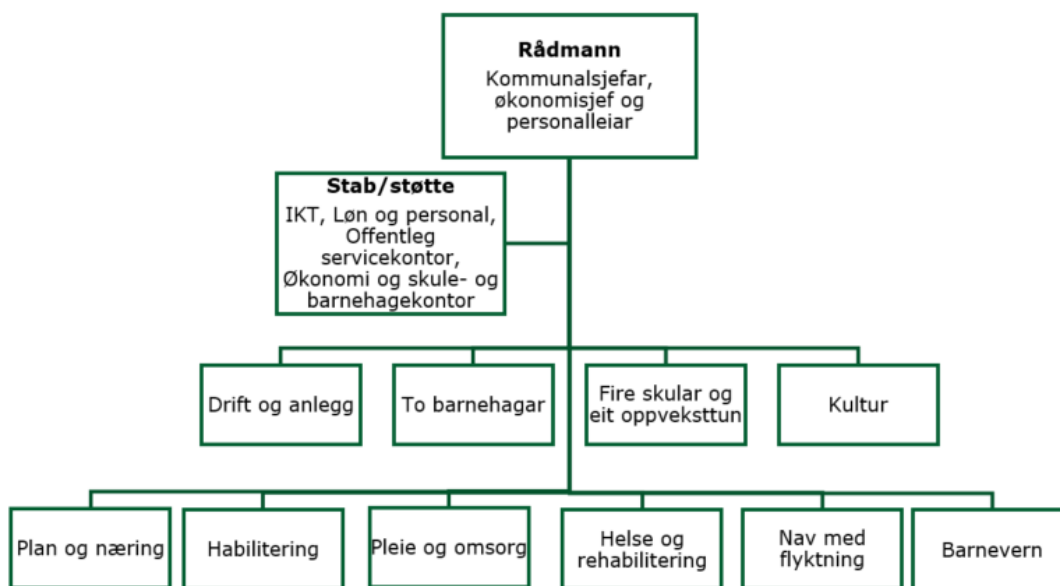 Rådmann
Kommunalsjefar,
økonomisjef og
personalleiar
Stab/støtte
IKT, Løn og personal,
Offentleg
servicekontor,
Økonomi og skule- og
barnehagekontor
Drift og anlegg
To barnehagar
Fire skular og
eit oppveksttun
Kultur
Plan og næring
Habilitering
Pleie og omsorg
Helse og
rehabilitering
Nav med
flyktning
Barnevern